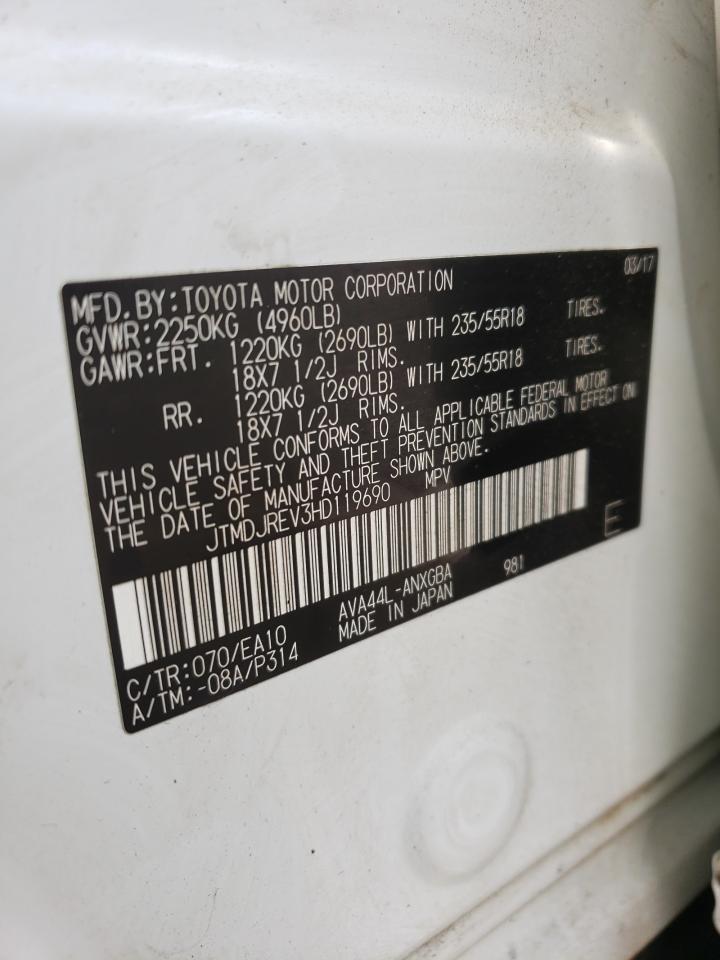 03/17
MFD.BY:TOYOTA MOTOR CORPORATION
GVWR:2250KG (4960LB)
GAWR:FRT. 1220KG (2690LB) WITH 235/55R18 TIRES.
18X7 1/2J RIMS.
RR. 1220KG (2690LB) WITH 235/55R18 TIRES.
18X7 1/2J RIMS.
THIS VEHICLE CONFORMS TO ALL APPLICABLE FEDERAL MOTOR
VEHICLE SAFETY AND THEFT PREVENTION STANDARDS IN EFFECT ON
THE DATE OF MANUFACTURE SHOWN ABOVE.
JTMDJREV3HD119690 MPV
E
C/TR:070/EA10 AVA44L-ANXGBA 981
A/TM:-08A/P314 MADE IN JAPAN